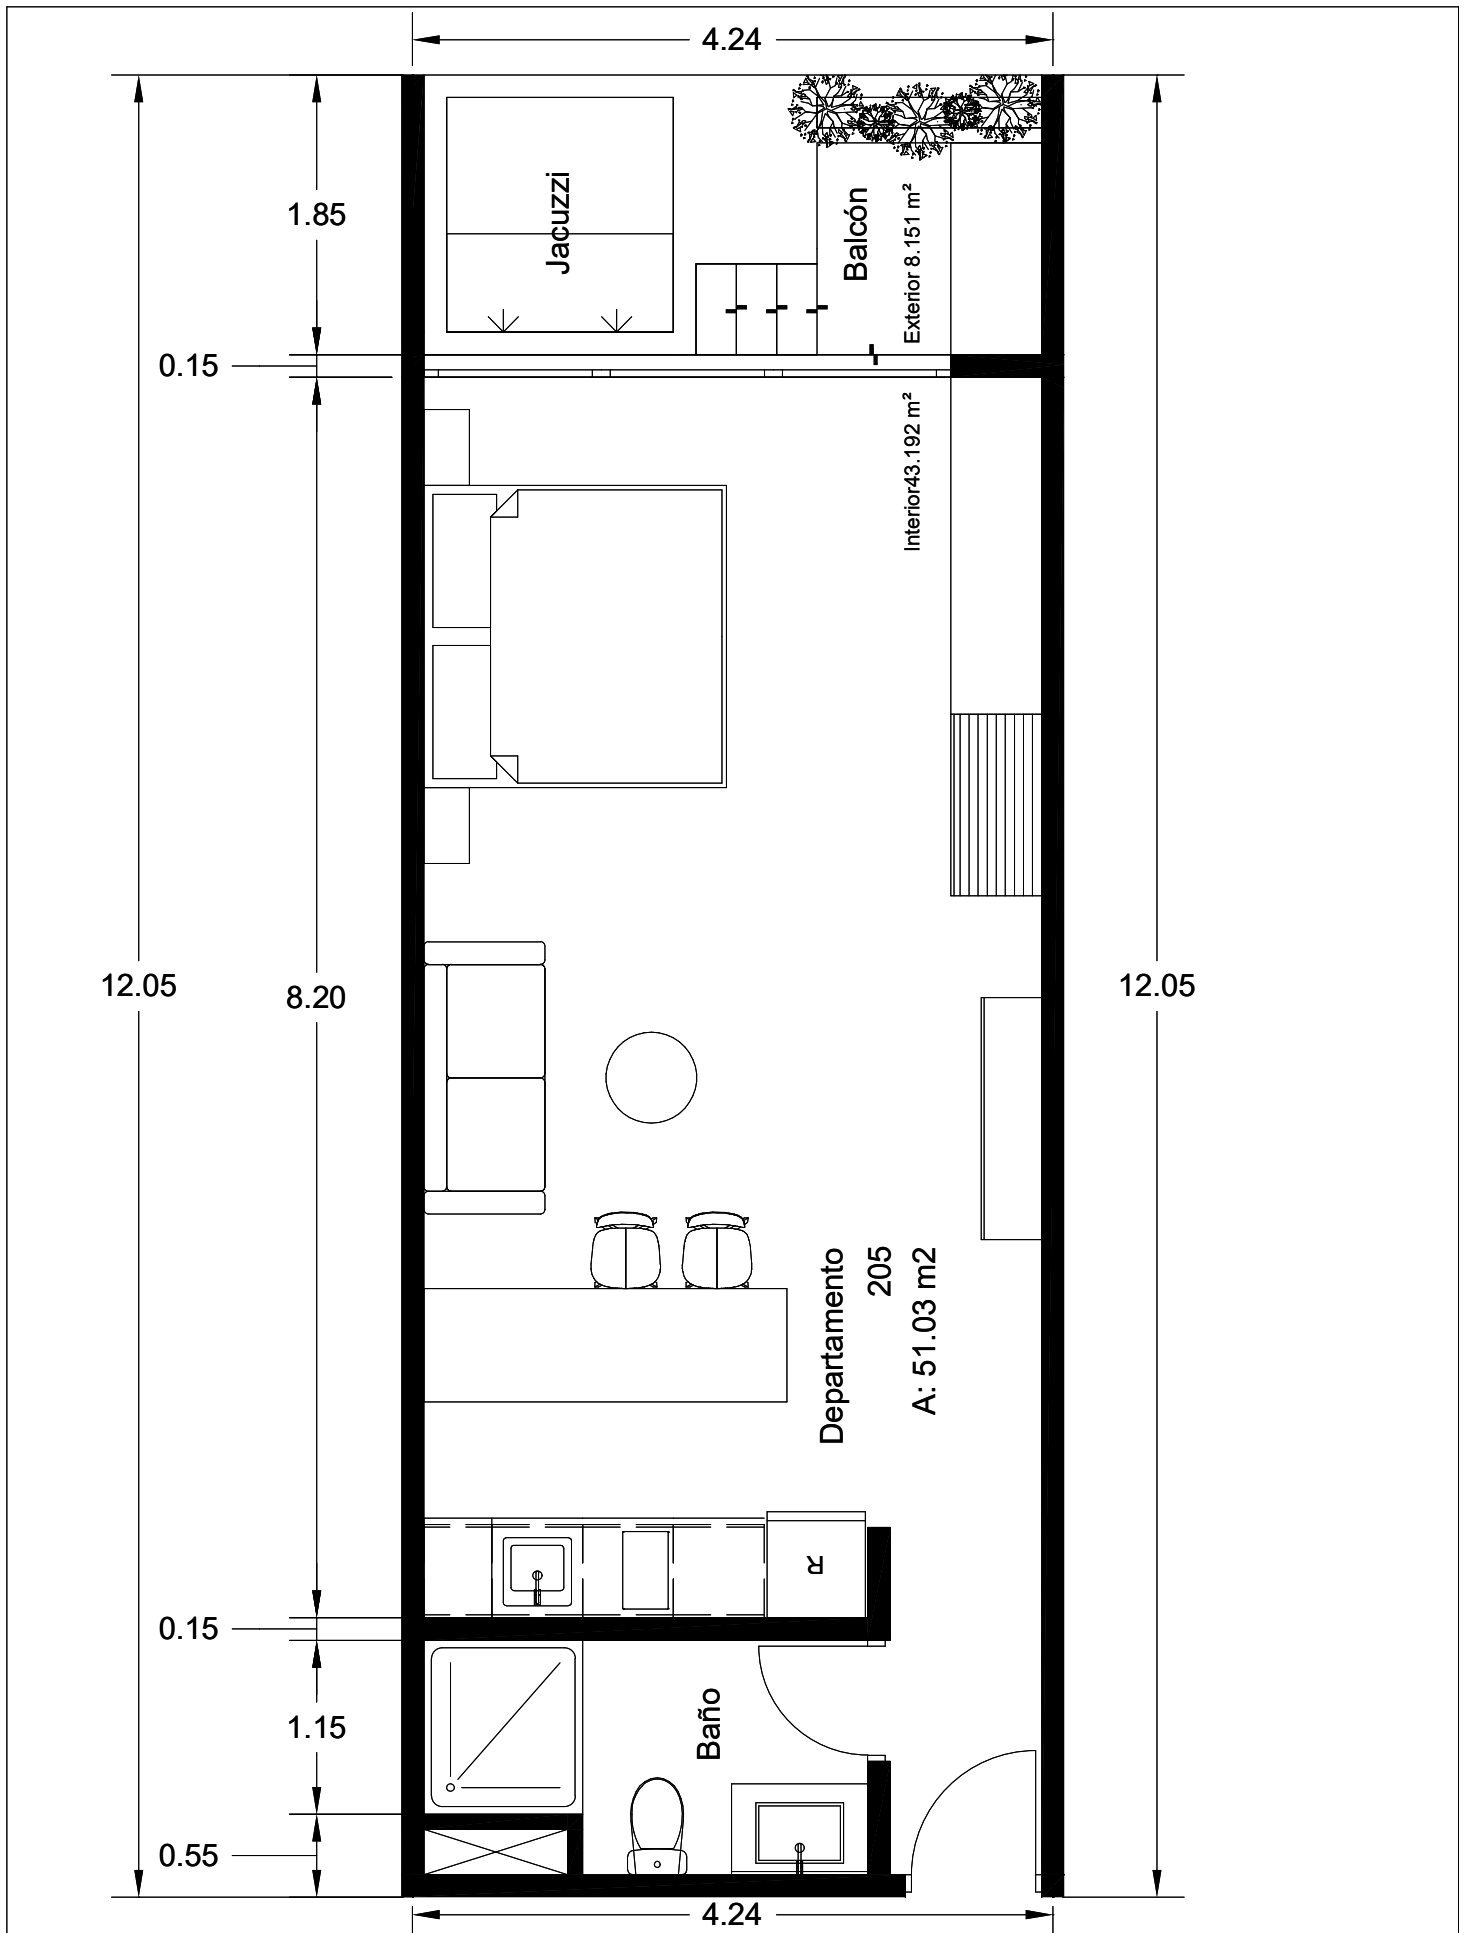 4.24
1.85
0.15
12.05
8.20
0.15
1.15
0.55
Jacuzzi
Balcón
Exterior 8.151 m²
Interior43.192 m²
12.05
Departamento
205
A: 51.03 m2
R
Baño
4.24